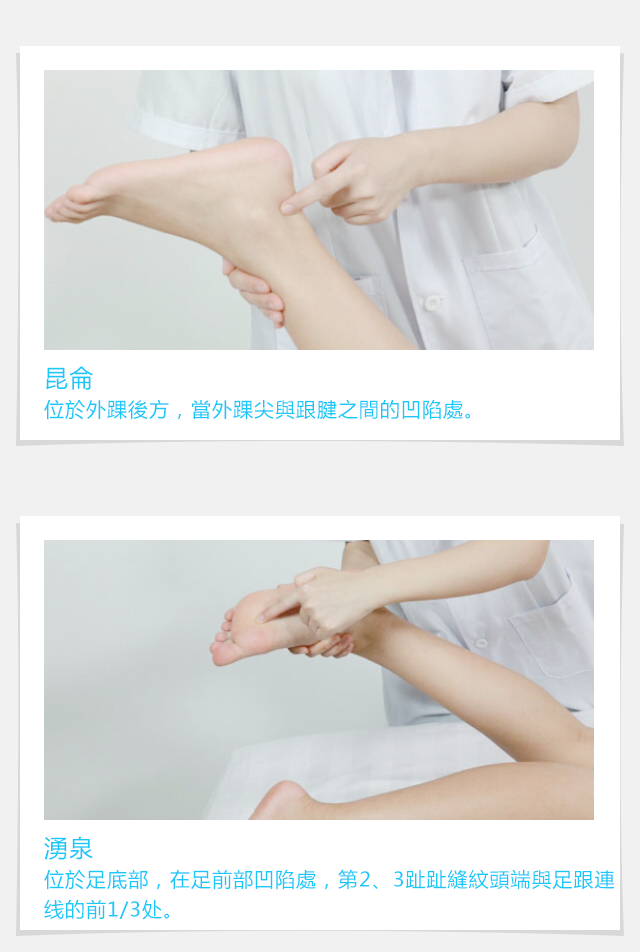 昆侖
位於外踝後方，當外踝尖與跟腱之間的凹陷處。
湧泉
位於足底部，在足前部凹陷處，第2、3趾趾縫紋頭端與足跟連
线的前1/3处。